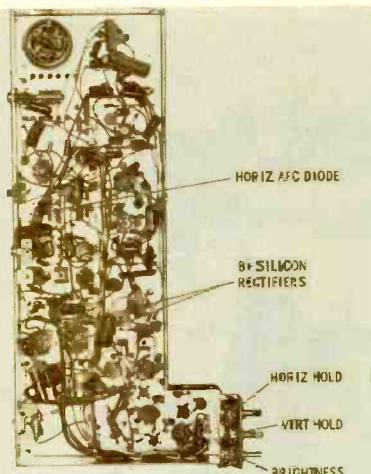 HORIZ AFC DIODE
B+ SILICON
RECTIFIERS
HORIZ HOLD
VERT HOLD
BRIGHTNESS